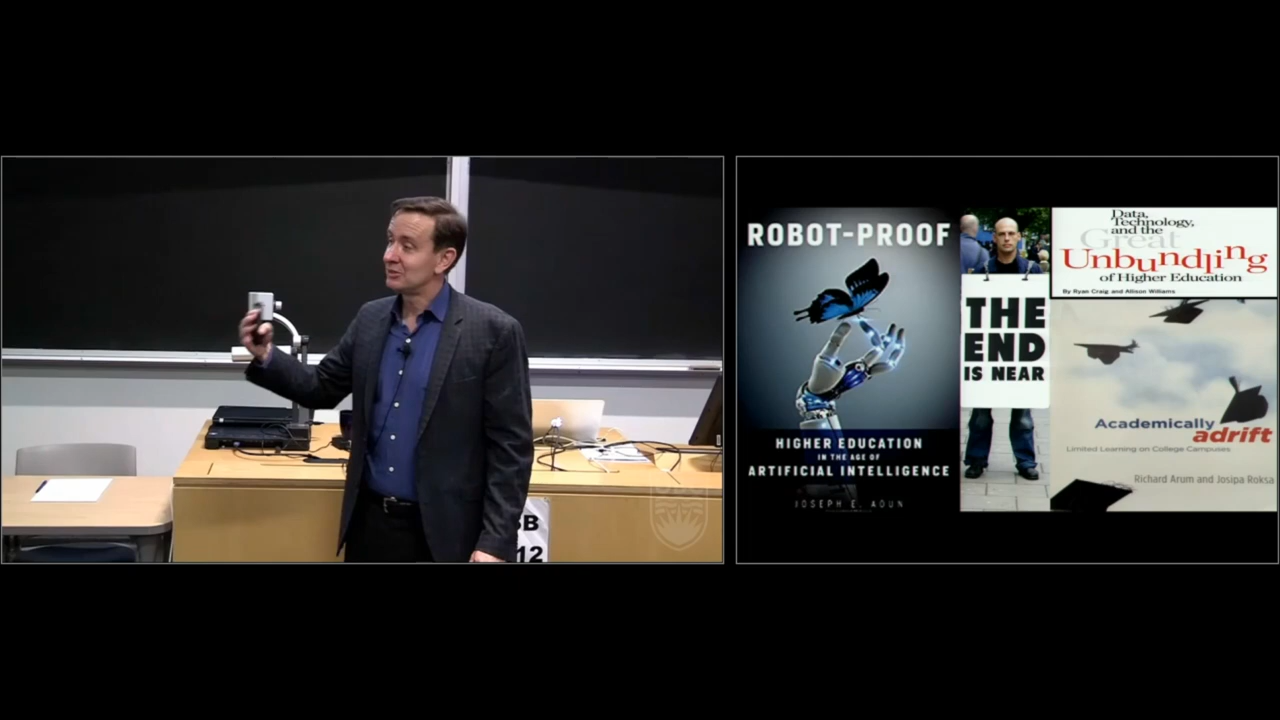 UBC
BB
12
ROBOT-PROOF
HIGHER EDUCATION
IN THE AGE OF
ARTIFICIAL INTELLIGENCE
JOSEPH E. AOUN
THE
END
IS NEAR
Data,
Technology,
and the
Great
Unbundling
of Higher Education
By Ryan Craig and Allison Williams
Academically
adrift
Limited Learning on College Campuses
Richard Arum and Josipa Roksa